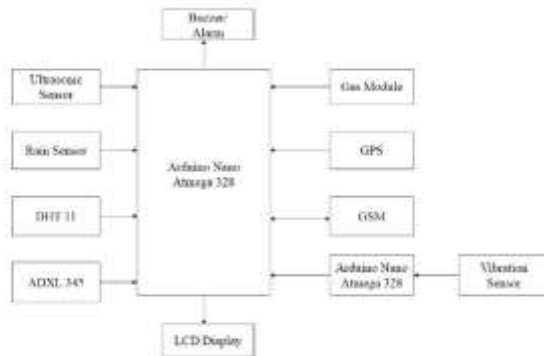 Buzzer/
Alarm
Ultrasonic
Sensor
Gas Module
Rain Sensor
GPS
Arduino Nano
Atmega 328
DHT 11
GSM
ADXL 345
Arduino Nano
Atmega 328
Vibration
Sensor
LCD Display